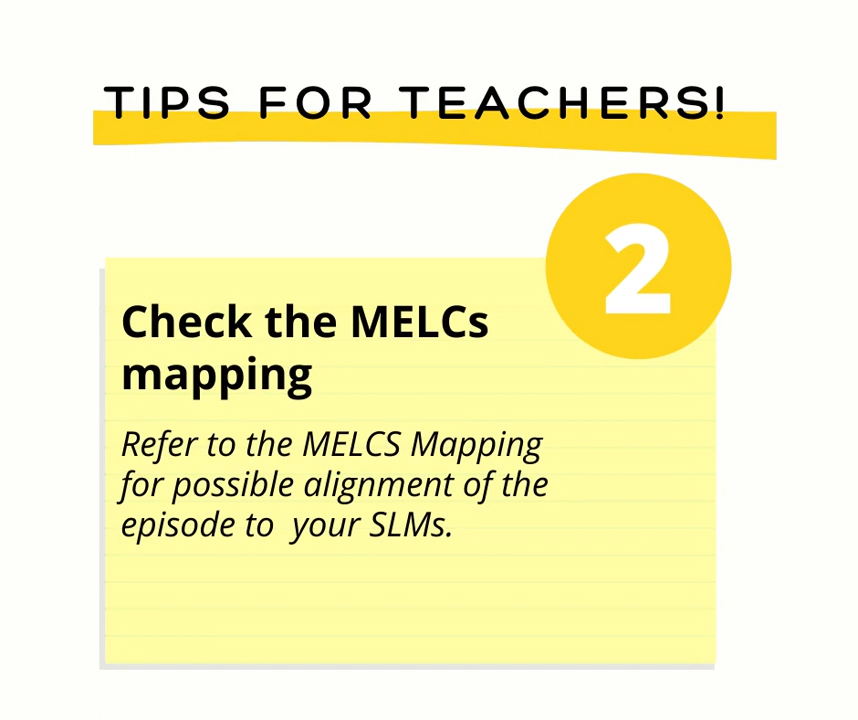 TIPS FOR TEACHERS!
2
Check the MELCs
mapping
Refer to the MELCS Mapping
for possible alignment of the
episode to  your SLMs.